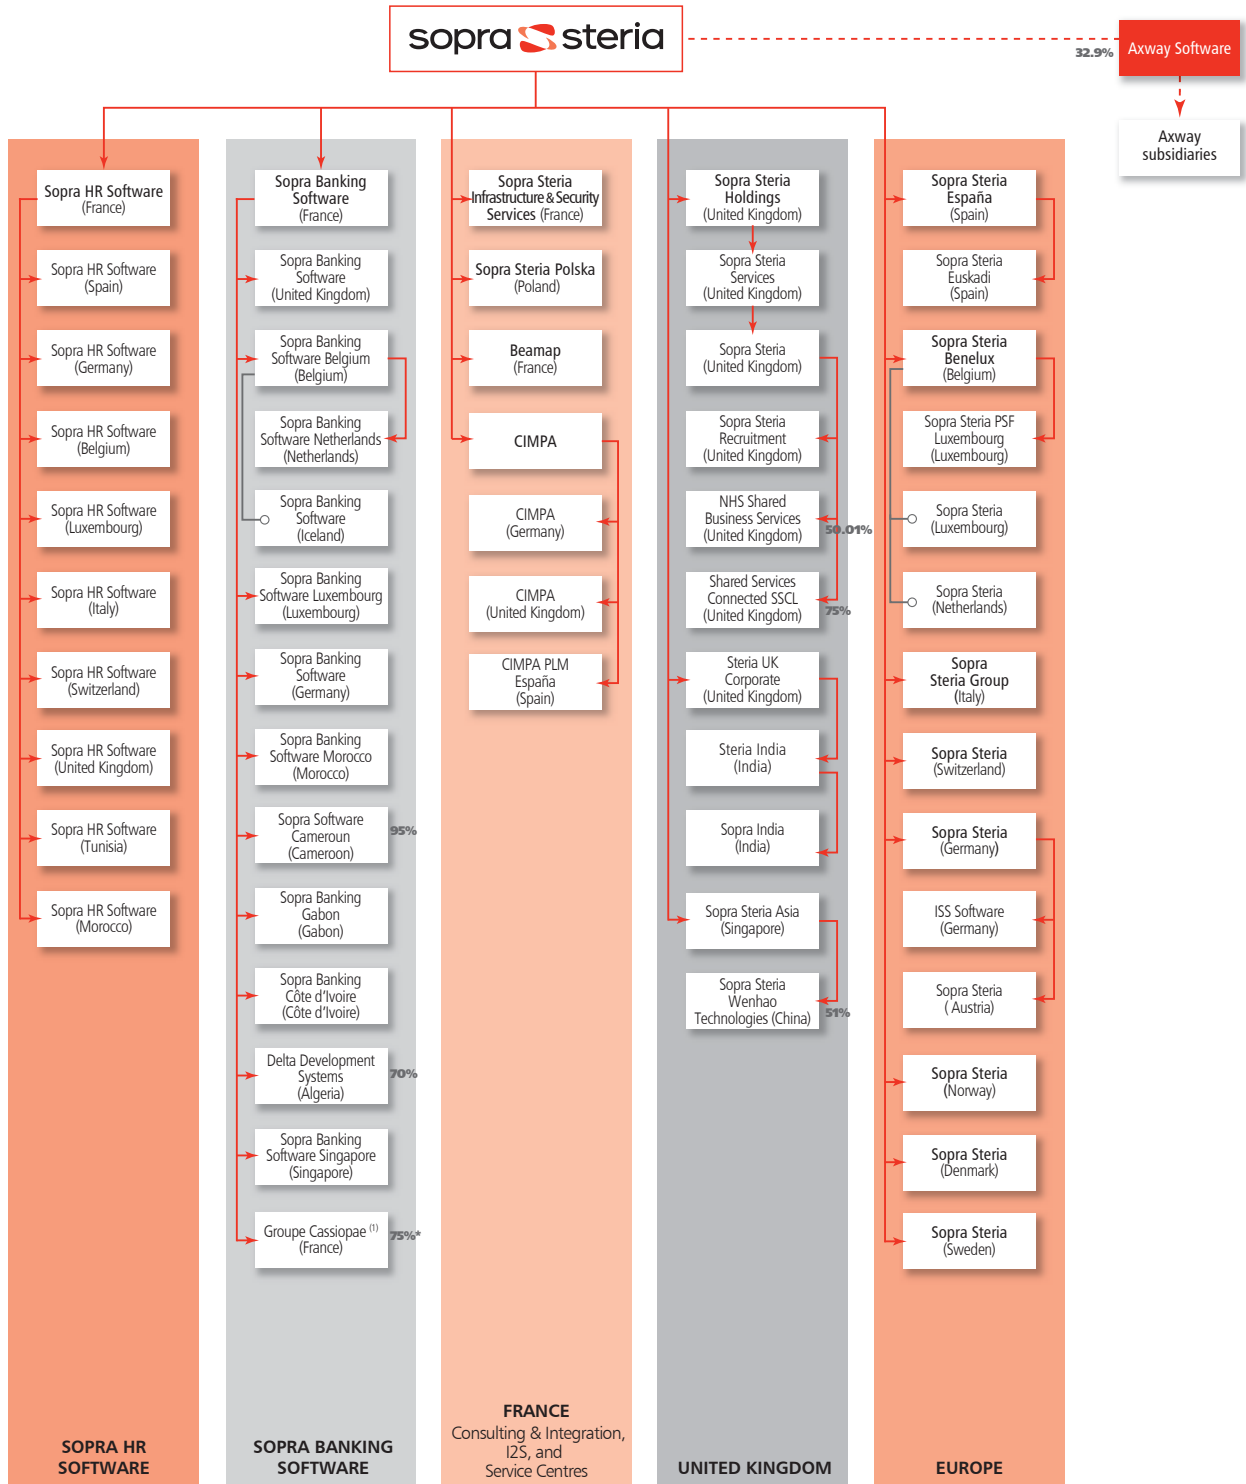 sopra steria
32.9%
Axway Software
Axway
subsidiaries
Sopra HR Software
(France)
Sopra HR Software
(Spain)
Sopra HR Software
(Germany)
Sopra HR Software
(Belgium)
Sopra HR Software
(Luxembourg)
Sopra HR Software
(Italy)
Sopra HR Software
(Switzerland)
Sopra HR Software
(United Kingdom)
Sopra HR Software
(Tunisia)
Sopra HR Software
(Morocco)
SOPRA HR
SOFTWARE
Sopra Banking
Software
(France)
Sopra Banking
Software
(United Kingdom)
Sopra Banking
Software Belgium
(Belgium)
Sopra Banking
Software Netherlands
(Netherlands)
Sopra Banking
Software
(Iceland)
Sopra Banking
Software Luxembourg
(Luxembourg)
Sopra Banking
Software
(Germany)
Sopra Banking
Software Morocco
(Morocco)
Sopra Software
Cameroun
(Cameroon)
95%
Sopra Banking
Gabon
(Gabon)
Sopra Banking
Côte d'Ivoire
(Côte d'Ivoire)
Delta Development
Systems
(Algeria)
70%
Sopra Banking
Software Singapore
(Singapore)
Groupe Cassiopae (1)
(France)
75%*
SOPRA BANKING
SOFTWARE
Sopra Steria
Infrastructure & Security
Services (France)
Sopra Steria Polska
(Poland)
Beamap
(France)
CIMPA
CIMPA
(Germany)
CIMPA
(United Kingdom)
CIMPA PLM
España
(Spain)
FRANCE
Consulting & Integration,
I2S, and
Service Centres
Sopra Steria
Holdings
(United Kingdom)
Sopra Steria
Services
(United Kingdom)
Sopra Steria
(United Kingdom)
Sopra Steria
Recruitment
(United Kingdom)
NHS Shared
Business Services
(United Kingdom)
50.01%
Shared Services
Connected SSCL
(United Kingdom)
75%
Steria UK
Corporate
(United Kingdom)
Steria India
(India)
Sopra India
(India)
Sopra Steria Asia
(Singapore)
Sopra Steria
Wenhao
Technologies (China)
51%
UNITED KINGDOM
Sopra Steria
España
(Spain)
Sopra Steria
Euskadi
(Spain)
Sopra Steria
Benelux
(Belgium)
Sopra Steria PSF
Luxembourg
(Luxembourg)
Sopra Steria
(Luxembourg)
Sopra Steria
(Netherlands)
Sopra
Steria Group
(Italy)
Sopra Steria
(Switzerland)
Sopra Steria
(Germany)
ISS Software
(Germany)
Sopra Steria
( Austria)
Sopra Steria
(Norway)
Sopra Steria
(Denmark)
Sopra Steria
(Sweden)
EUROPE